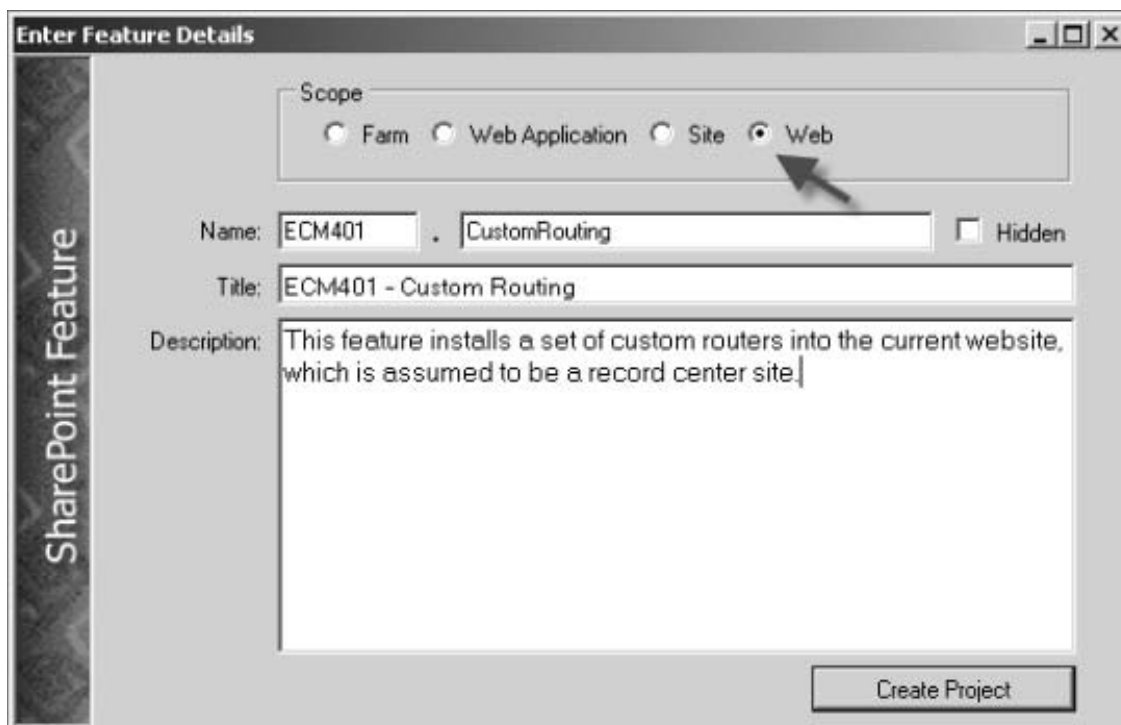 Enter Feature Details
SharePoint Feature
Scope
Farm Web Application Site Web
Name: ECM401 . CustomRouting Hidden
Title: ECM401 - Custom Routing
Description: This feature installs a set of custom routers into the current website,
which is assumed to be a record center site.
Create Project